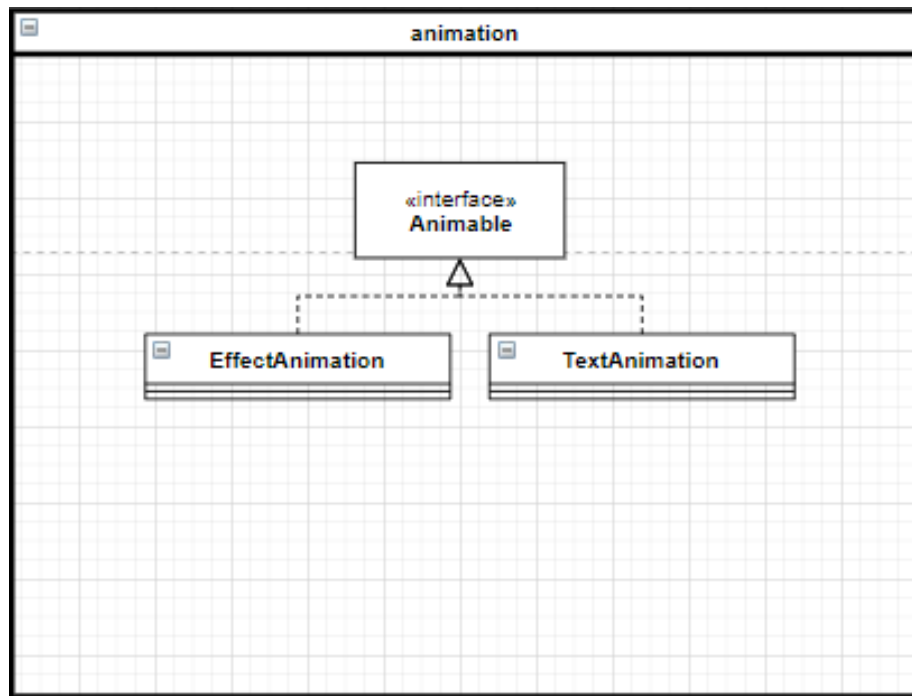 animation
«interface»
Animable
EffectAnimation
TextAnimation